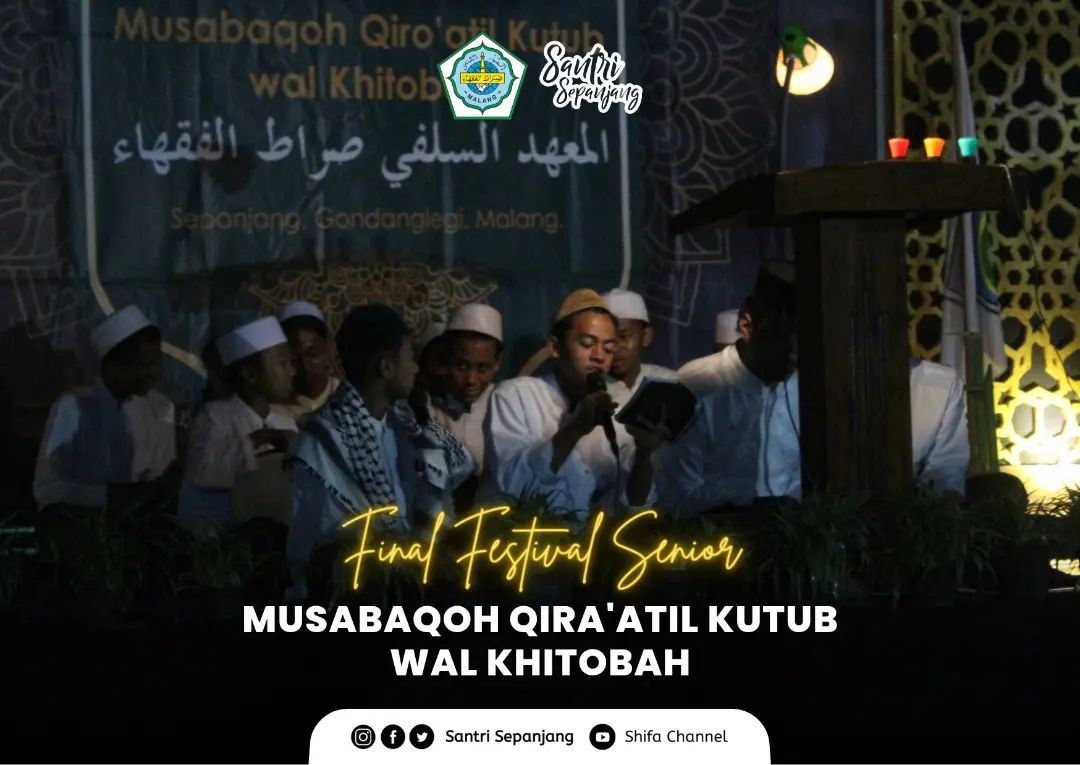 Musabaqoh Qiro'atil Kutub
wal Khitob
المعهد السلفي صراط الفقهاء
Sepanjang, Gondanglegi, Malang.
MALANG
Santri
Sepanjang
Final Festival Senior
MUSABAQOH QIRA'ATIL KUTUB
WAL KHITOBAH
Santri Sepanjang
Shifa Channel